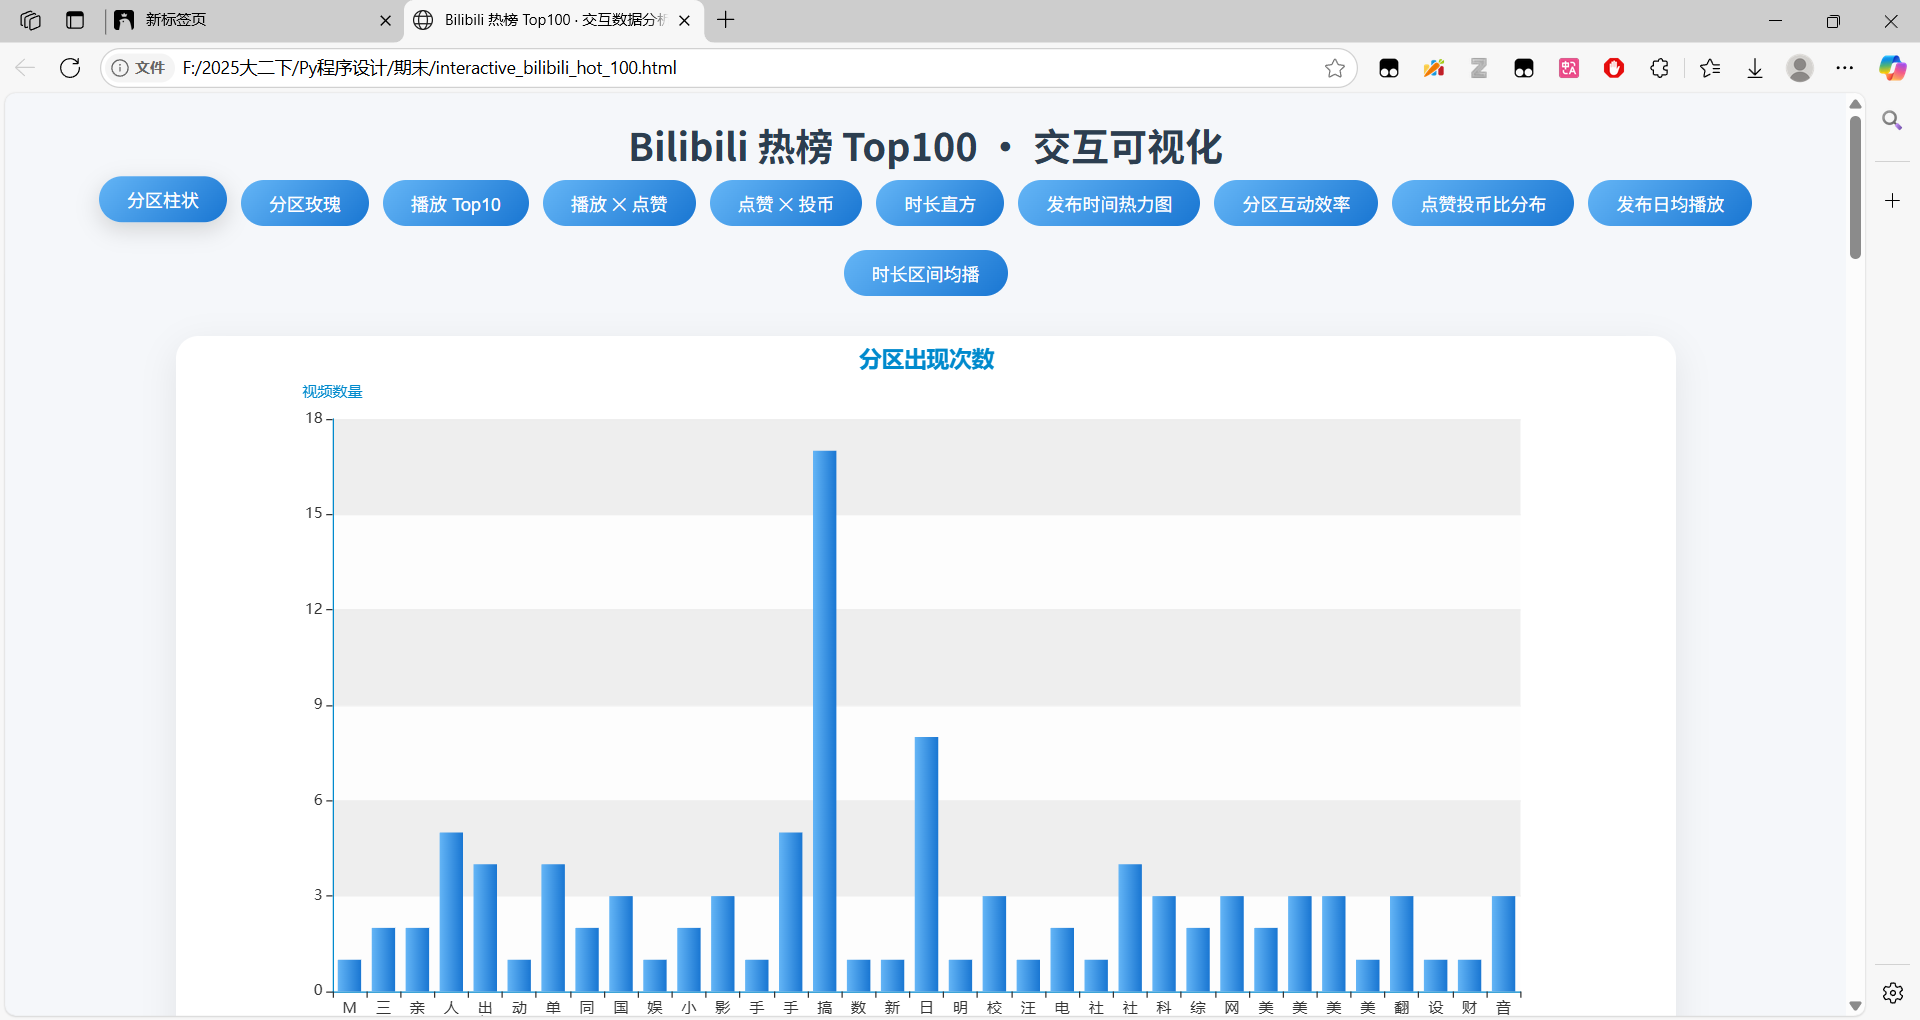 新标签页
Bilibili 热榜 Top100 · 交互数据分析
文件 F:/2025大二下/Py程序设计/期末/interactive_bilibili_hot_100.html
Bilibili 热榜 Top100 · 交互可视化
分区柱状 分区玫瑰 播放 Top10 播放 × 点赞 点赞 × 投币 时长直方 发布时间热力图 分区互动效率 点赞投币比分布 发布日均播放
时长区间均播
分区出现次数
视频数量
18
15
12
9
6
3
0
M 三 亲 人 出 动 单 同 国 娱 小 影 手 手 搞 数 新 日 明 校 汪 电 社 社 科 综 网 美 美 美 美 翻 设 财 音